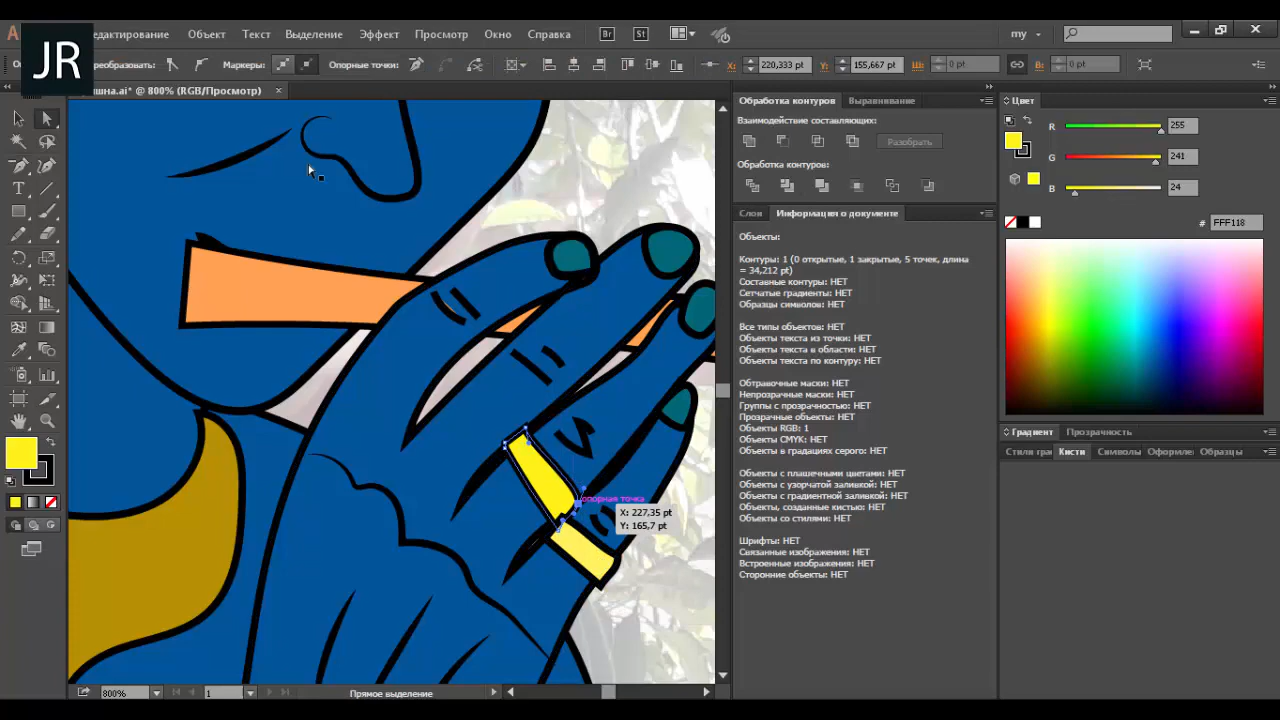 JR
дактирование
Объект
Текст
Эффект
Просмотр
Окно
Справка
Br
St
my
реобразовать:
Маркеры:
Опорные точки:
X:
220,333 pt
Y:
155,667 pt
Ш:
0 pt
В:
0 pt
шна.ai* @ 800% (RGB/Просмотр)
Обработка контуров
Выравнивание
Взаимодействие составляющих:
Разобрать
Обработка контуров:
Слои
Информация о документе
Объекты:
Контуры: 1 (0 открытые, 1 закрытые, 5 точек, длина
= 34,212 pt)
Составные контуры: НЕТ
Сетчатые градиенты: НЕТ
Образцы символов: НЕТ
Все типы объектов: НЕТ
Объекты текста из точки: НЕТ
Объекты текста в области: НЕТ
Объекты текста по контуру: НЕТ
Обтравочные маски: НЕТ
Непрозрачные маски: НЕТ
Группы с прозрачностью: НЕТ
Прозрачные объекты: НЕТ
Объекты RGB: 1
Объекты CMYK: НЕТ
Объекты в градациях серого: НЕТ
Объекты с плашечными цветами: НЕТ
Объекты с узорчатой заливкой: НЕТ
Объекты с градиентной заливкой: НЕТ
Объекты, созданные кистью: НЕТ
Объекты со стилями: НЕТ
Шрифты: НЕТ
Связанные изображения: НЕТ
Встроенные изображения: НЕТ
Сторонние объекты: НЕТ
Цвет
R
255
G
241
B
24
#
FFF118
Градиент
Прозрачность
Стили гра
Кисти
Символы
Оформле
Образцы
опорная точка
X: 227,35 pt
Y: 165,7 pt
800%
1
Прямое выделение